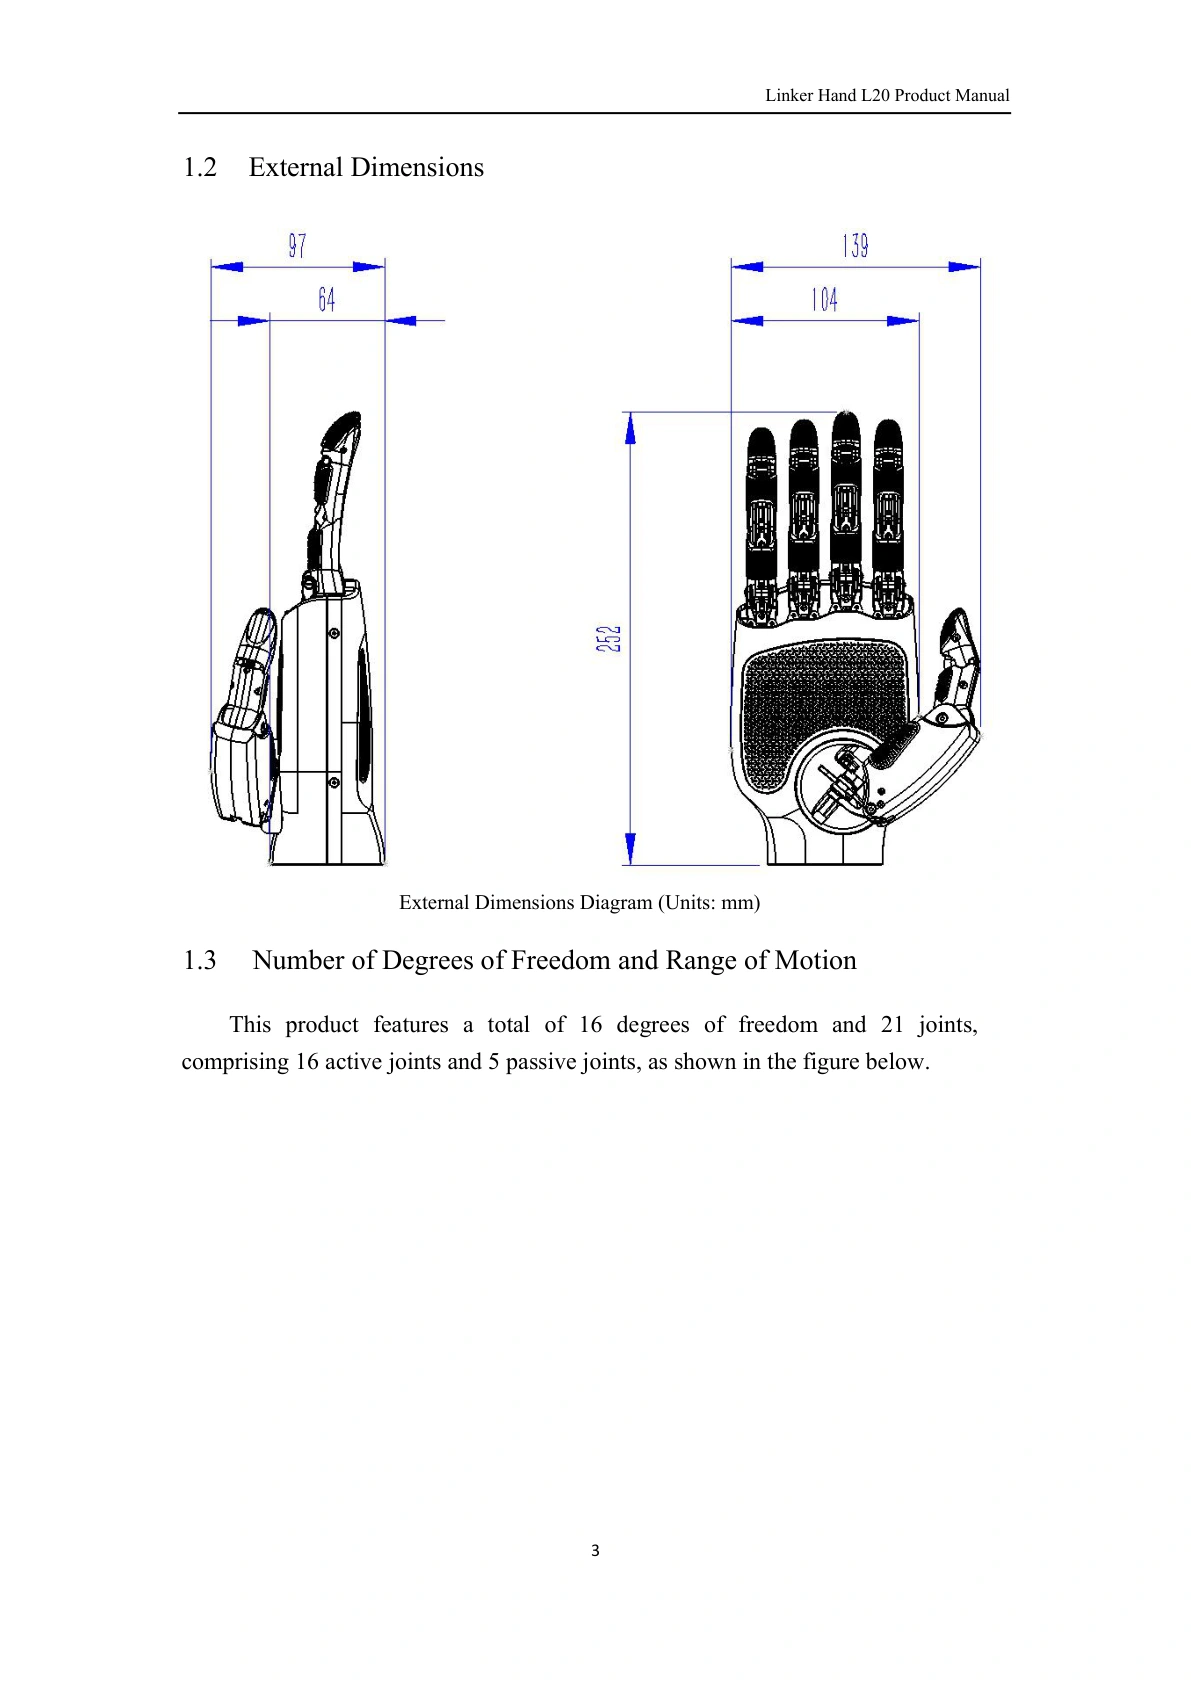 Linker Hand L20 Product Manual
1.2 External Dimensions
97
139
64
104
252
External Dimensions Diagram (Units: mm)
1.3 Number of Degrees of Freedom and Range of Motion
This product features a total of 16 degrees of freedom and 21 joints,
comprising 16 active joints and 5 passive joints, as shown in the figure below.
3